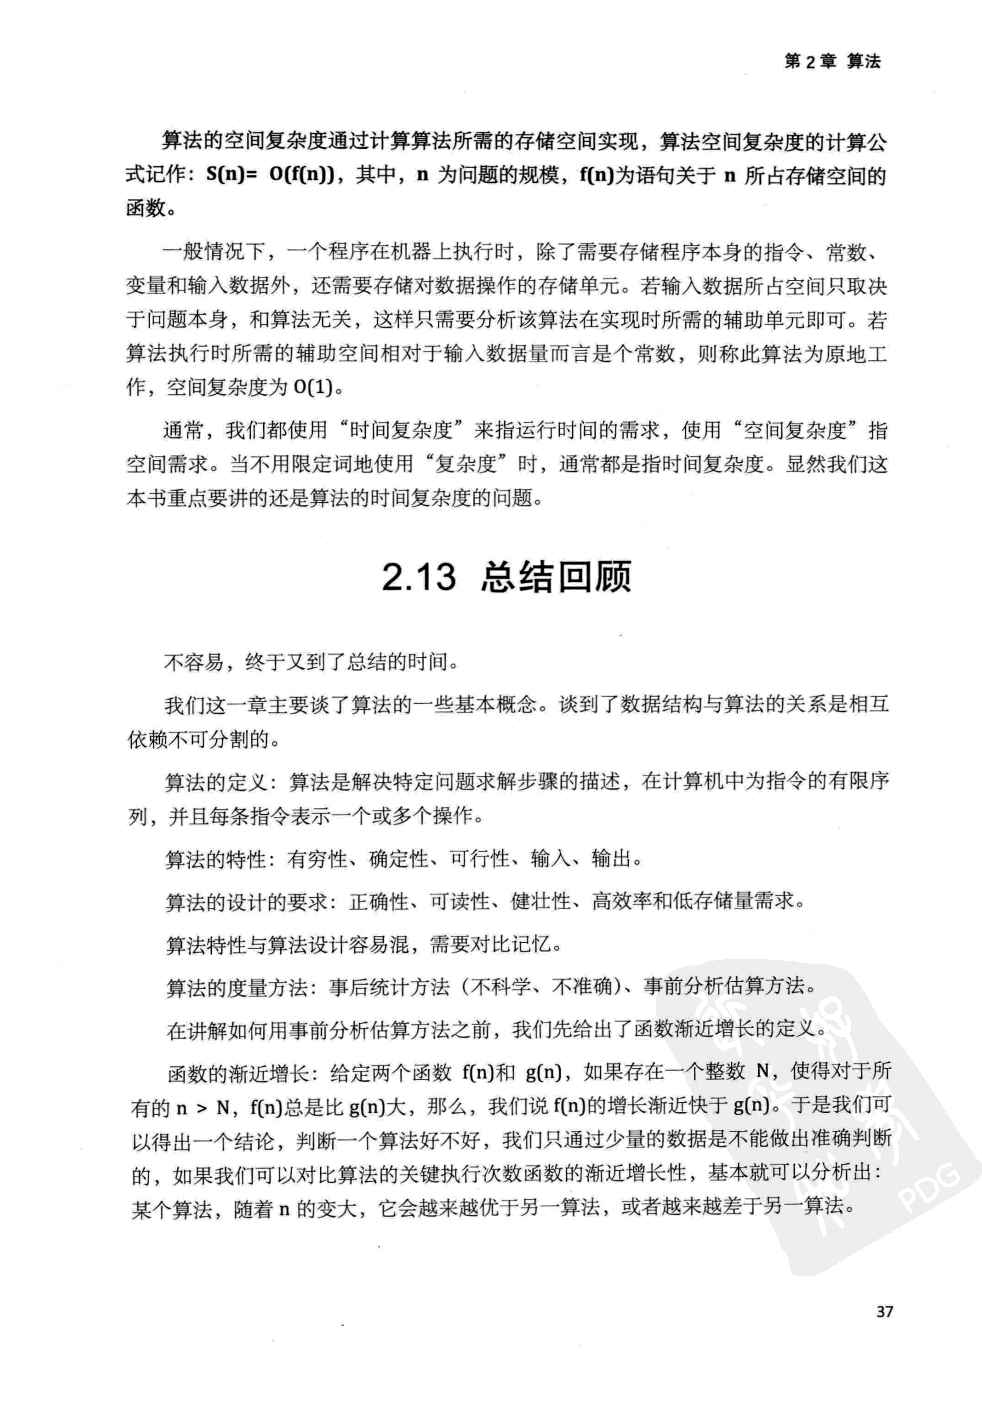 第 2 章 算法
算法的空间复杂度通过计算算法所需的存储空间实现，算法空间复杂度的计算公
式记作：S(n)= O(f(n))，其中，n 为问题的规模，f(n)为语句关于 n 所占存储空间的
函数。
一般情况下，一个程序在机器上执行时，除了需要存储程序本身的指令、常数、
变量和输入数据外，还需要存储对数据操作的存储单元。若输入数据所占空间只取决
于问题本身，和算法无关，这样只需要分析该算法在实现时所需的辅助单元即可。若
算法执行时所需的辅助空间相对于输入数据量而言是个常数，则称此算法为原地工
作，空间复杂度为 O(1)。
通常，我们都使用“时间复杂度”来指运行时间的需求，使用“空间复杂度”指
空间需求。当不用限定词地使用“复杂度”时，通常都是指时间复杂度。显然我们这
本书重点要讲的还是算法的时间复杂度的问题。
2.13 总结回顾
不容易，终于又到了总结的时间。
我们这一章主要谈了算法的一些基本概念。谈到了数据结构与算法的关系是相互
依赖不可分割的。
算法的定义：算法是解决特定问题求解步骤的描述，在计算机中为指令的有限序
列，并且每条指令表示一个或多个操作。
算法的特性：有穷性、确定性、可行性、输入、输出。
算法的设计的要求：正确性、可读性、健壮性、高效率和低存储量需求。
算法特性与算法设计容易混，需要对比记忆。
算法的度量方法：事后统计方法（不科学、不准确）、事前分析估算方法。
在讲解如何用事前分析估算方法之前，我们先给出了函数渐近增长的定义。
函数的渐近增长：给定两个函数 f(n)和 g(n)，如果存在一个整数 N，使得对于所
有的 n > N，f(n)总是比 g(n)大，那么，我们说 f(n)的增长渐近快于 g(n)。于是我们可
以得出一个结论，判断一个算法好不好，我们只通过少量的数据是不能做出准确判断
的，如果我们可以对比算法的关键执行次数函数的渐近增长性，基本就可以分析出：
某个算法，随着 n 的变大，它会越来越优于另一算法，或者越来越差于另一算法。
PDG
37